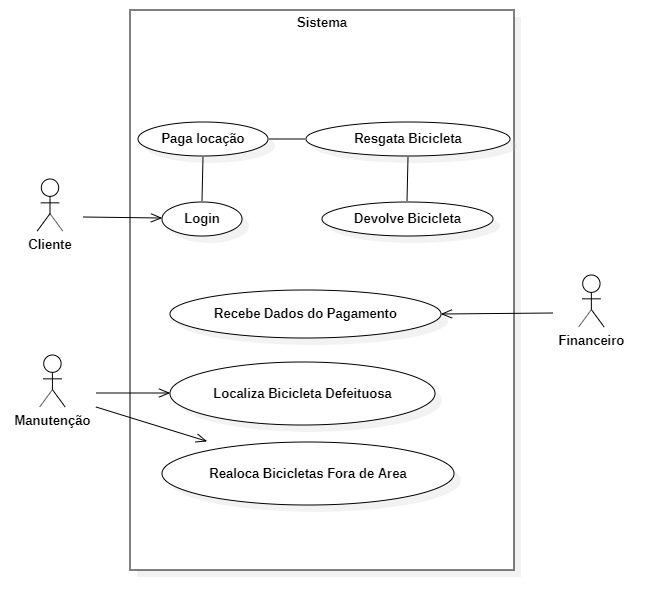 Sistema
Paga locação
Resgata Bicicleta
Login
Devolve Bicicleta
Cliente
Recebe Dados do Pagamento
Financeiro
Localiza Bicicleta Defeituosa
Manutenção
Realoca Bicicletas Fora de Area